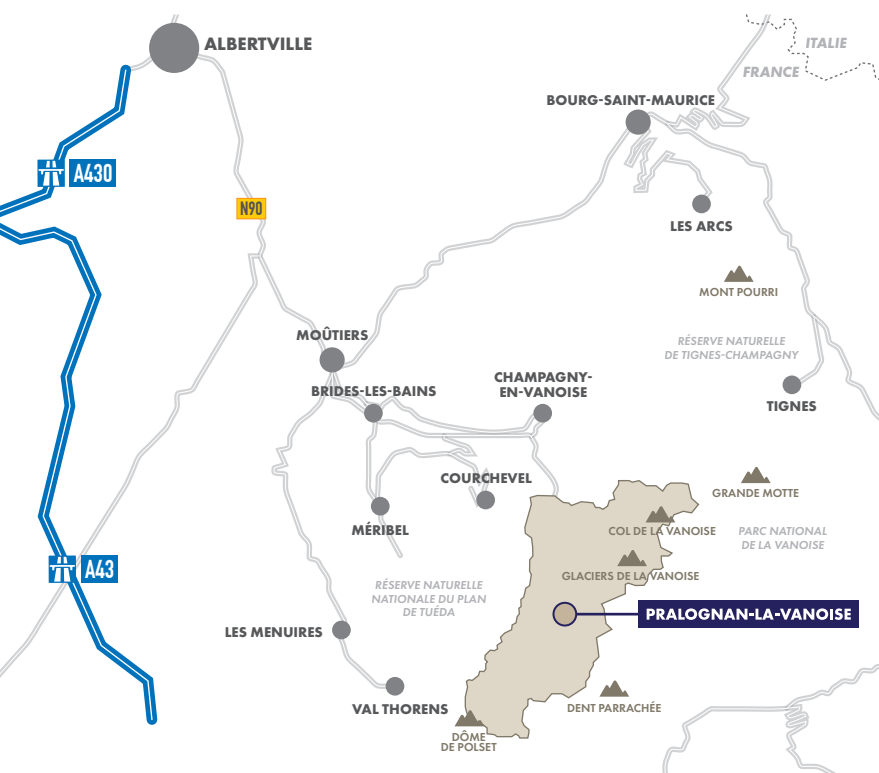 ALBERTVILLE
ITALIE
FRANCE
BOURG-SAINT-MAURICE
A430
N90
LES ARCS
MONT POURRI
MOÛTIERS
RÉSERVE NATURELLE
DE TIGNES-CHAMPAGNY
BRIDES-LES-BAINS
CHAMPAGNY-
EN-VANOISE
TIGNES
COURCHEVEL
GRANDE MOTTE
MÉRIBEL
COL DE LA VANOISE
PARC NATIONAL
DE LA VANOISE
A43
GLACIERS DE LA VANOISE
RÉSERVE NATURELLE
NATIONALE DU PLAN
DE TUÉDA
PRALOGNAN-LA-VANOISE
LES MENUIRES
VAL THORENS
DENT PARRACHÉE
DÔME
DE POLSET